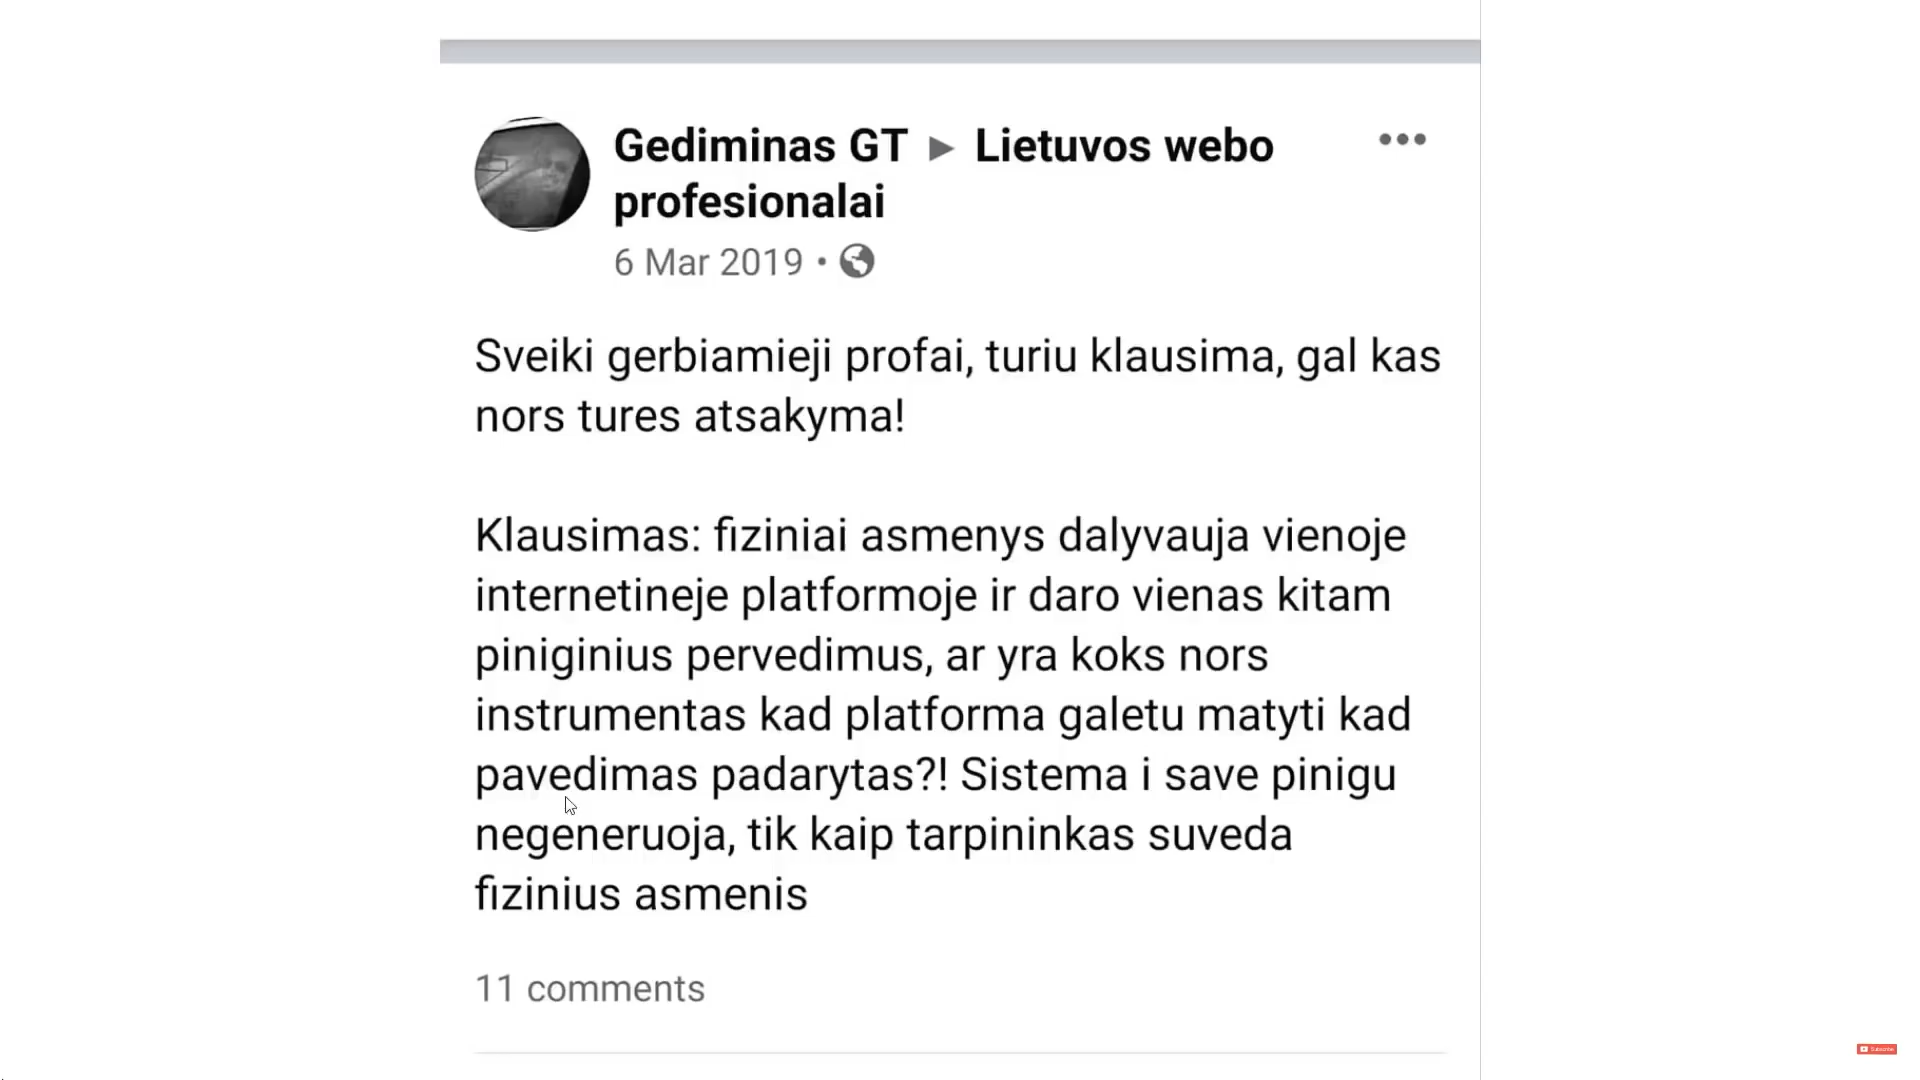 Gediminas GT ▸ Lietuvos webo
profesionalai
6 Mar 2019 •
Sveiki gerbiamieji profai, turiu klausima, gal kas
nors tures atsakyma!
Klausimas: fiziniai asmenys dalyvauja vienoje
internetineje platformoje ir daro vienas kitam
piniginius pervedimus, ar yra koks nors
instrumentas kad platforma galetu matyti kad
pavedimas padarytas?! Sistema i save pinigu
negeneruoja, tik kaip tarpininkas suveda
fizinius asmenis
11 comments
Subscribe